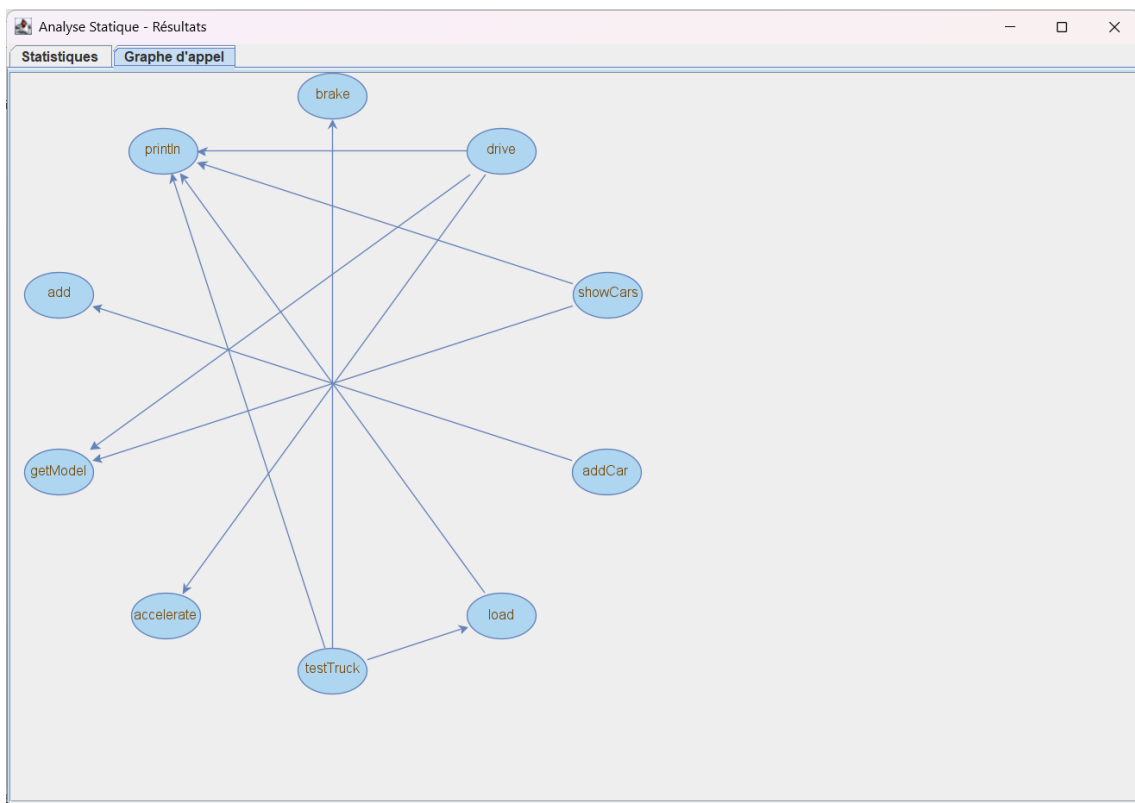 Analyse Statique - Résultats
Statistiques
Graphe d'appel
brake
println
drive
add
showCars
getModel
addCar
accelerate
load
testTruck